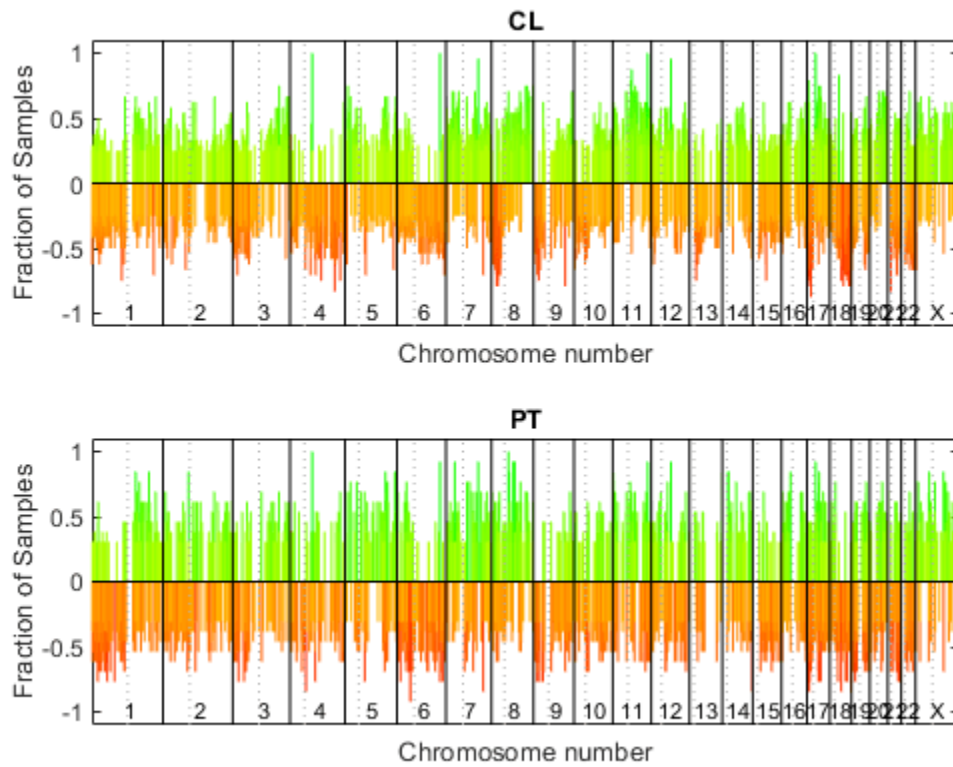 CL
Fraction of Samples
1
0.5
0
-0.5
-1
1 2 3 4 5 6 7 8 9 10 11 12 13 14 15 16 17 18 19 20 21 22 X
Chromosome number
PT
Fraction of Samples
1
0.5
0
-0.5
-1
1 2 3 4 5 6 7 8 9 10 11 12 13 14 15 16 17 18 19 20 21 22 X
Chromosome number